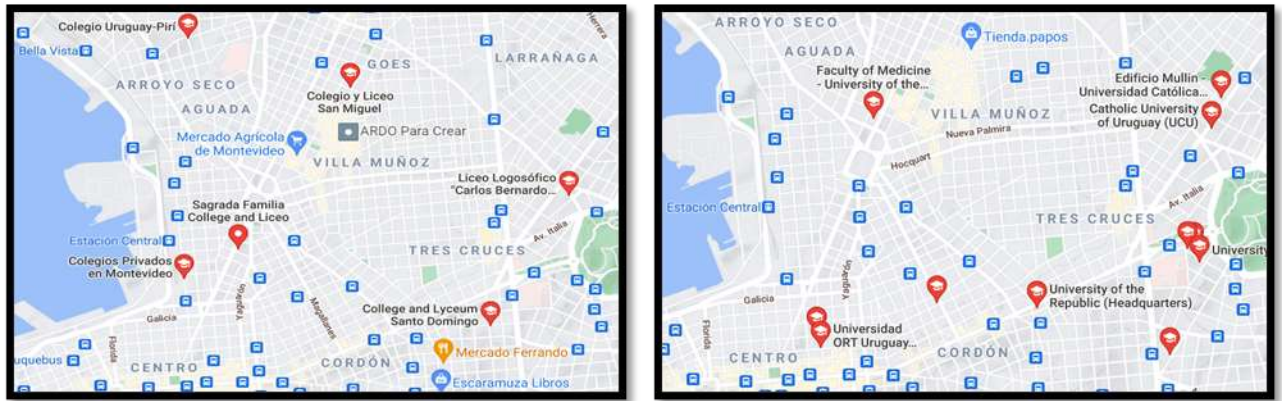 Colegio Uruguay-Pirí
Bella Vista
Herrera
LARRAÑAGA
GOES
ARROYO SECO
Colegio y Liceo
San Miguel
AGUADA
ARDO Para Crear
Mercado Agrícola
de Montevideo
VILLA MUÑOZ
Liceo Logosófico
"Carlos Bernardo...
Sagrada Familia
College and Liceo
Av. Italia
Estación Central
TRES CRUCES
Colegios Privados
en Montevideo
Yaguarón
Magallanes
College and Lyceum
Santo Domingo
Galicia
Florida
uquebus
Mercado Ferrando
CENTRO
CORDÓN
Escaramuza Libros
ARROYO SECO
Tienda.papos
AGUADA
Faculty of Medicine
- University of the...
Edificio Mullin -
Universidad Católica...
Catholic University
of Uruguay (UCU)
VILLA MUÑOZ
Nueva Palmira
Hocquart
Av. Italia
Estación Central
TRES CRUCES
University
Yaguarón
University of the
Republic (Headquarters)
Galicia
Universidad
ORT Uruguay...
Florida
CENTRO
CORDÓN